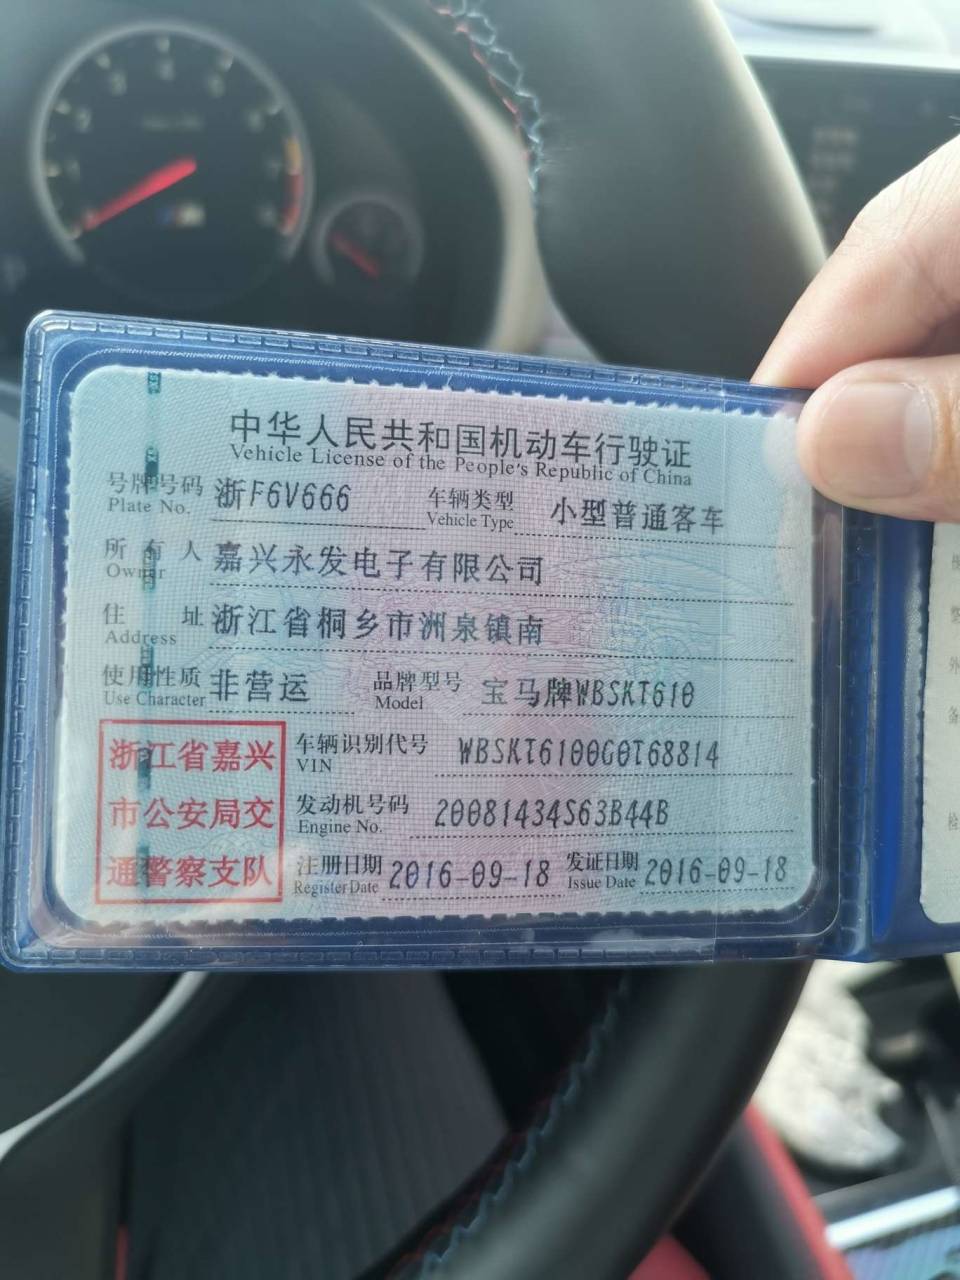 中华人民共和国机动车行驶证
Vehicle License of the People's Republic of China
号牌号码 浙F6V666 车辆类型 小型普通客车
Plate No. Vehicle Type
所有人 嘉兴永发电子有限公司
Owner
住址 浙江省桐乡市洲泉镇南
Address
使用性质 非营运 品牌型号 宝马牌WBSKT610
Use Character Model
浙江省嘉兴
市公安局交
通警察支队
车辆识别代号 WBSKT6100G0T68814
VIN
发动机号码 20081434S63B44B
Engine No.
注册日期 2016-09-18 发证日期 2016-09-18
Register Date Issue Date